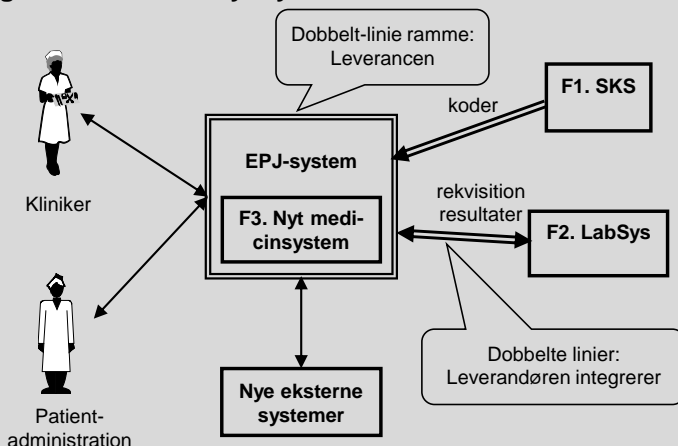 Dobbelt-linie ramme:
Leverancen
F1. SKS
koder
EPJ-system
Kliniker
F3. Nyt medi-
cinsystem
rekvisition
resultater
F2. LabSys
Dobbelte linier:
Leverandøren integrerer
Nye eksterne
systemer
Patient-
administration